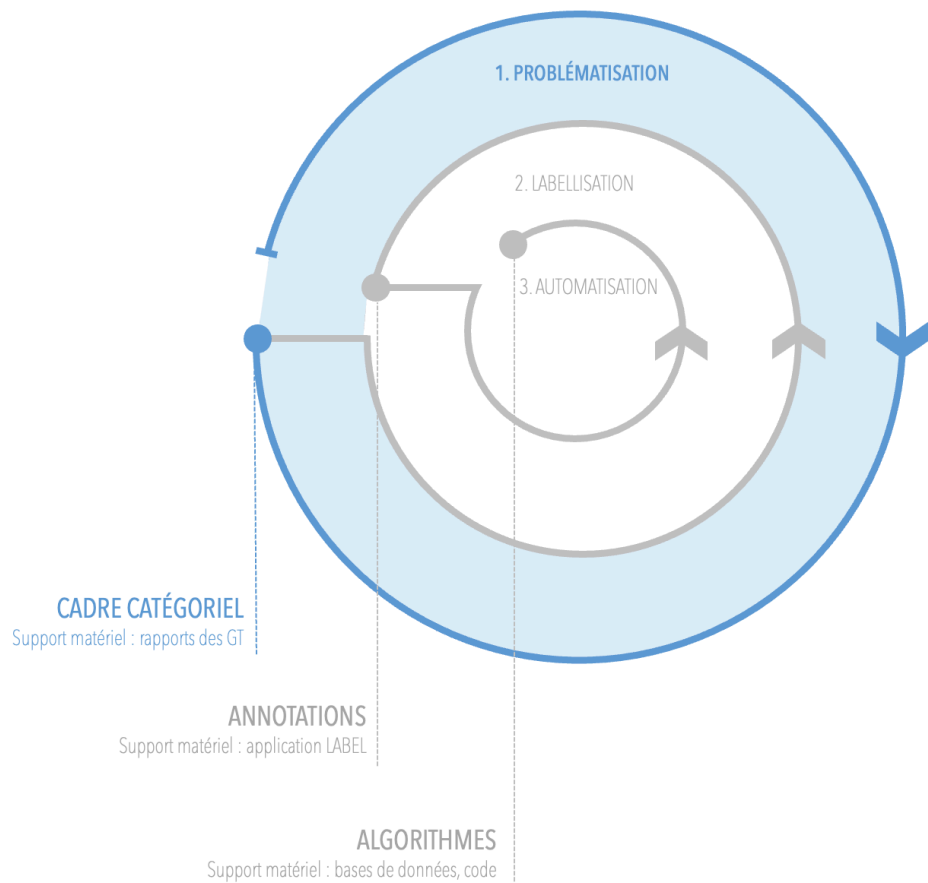 1. PROBLÉMATISATION
2. LABELLISATION
3. AUTOMATISATION
CADRE CATÉGORIEL
Support matériel : rapports des GT
ANNOTATIONS
Support matériel : application LABEL
ALGORITHMES
Support matériel : bases de données, code